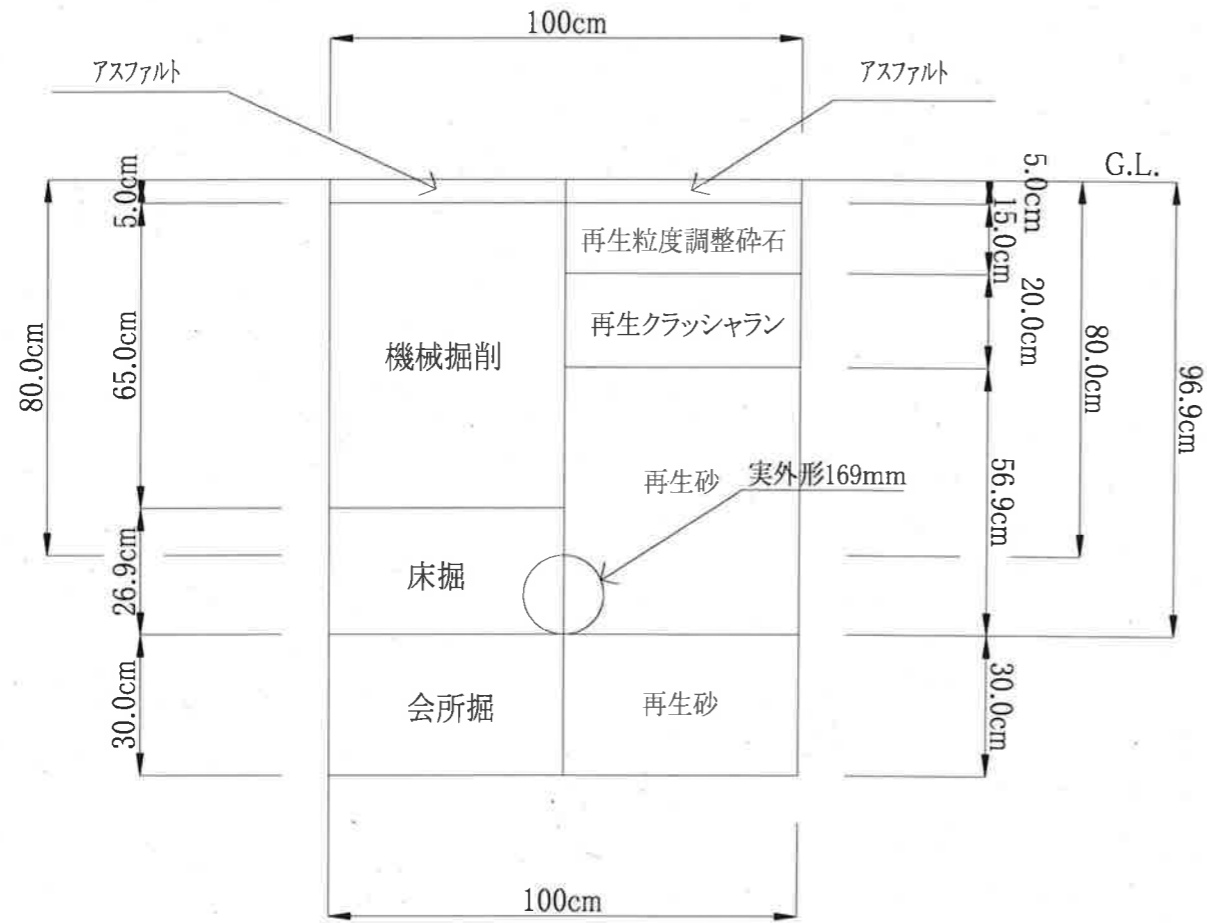 100cm
アスファルト
アスファルト
G.L.
5.0cm
65.0cm
80.0cm
26.9cm
30.0cm
機械掘削
床掘
会所掘
再生粒度調整砕石
再生クラッシャラン
再生砂
実外形169mm
再生砂
5.0cm
15.0cm
20.0cm
80.0cm
96.9cm
56.9cm
30.0cm
100cm